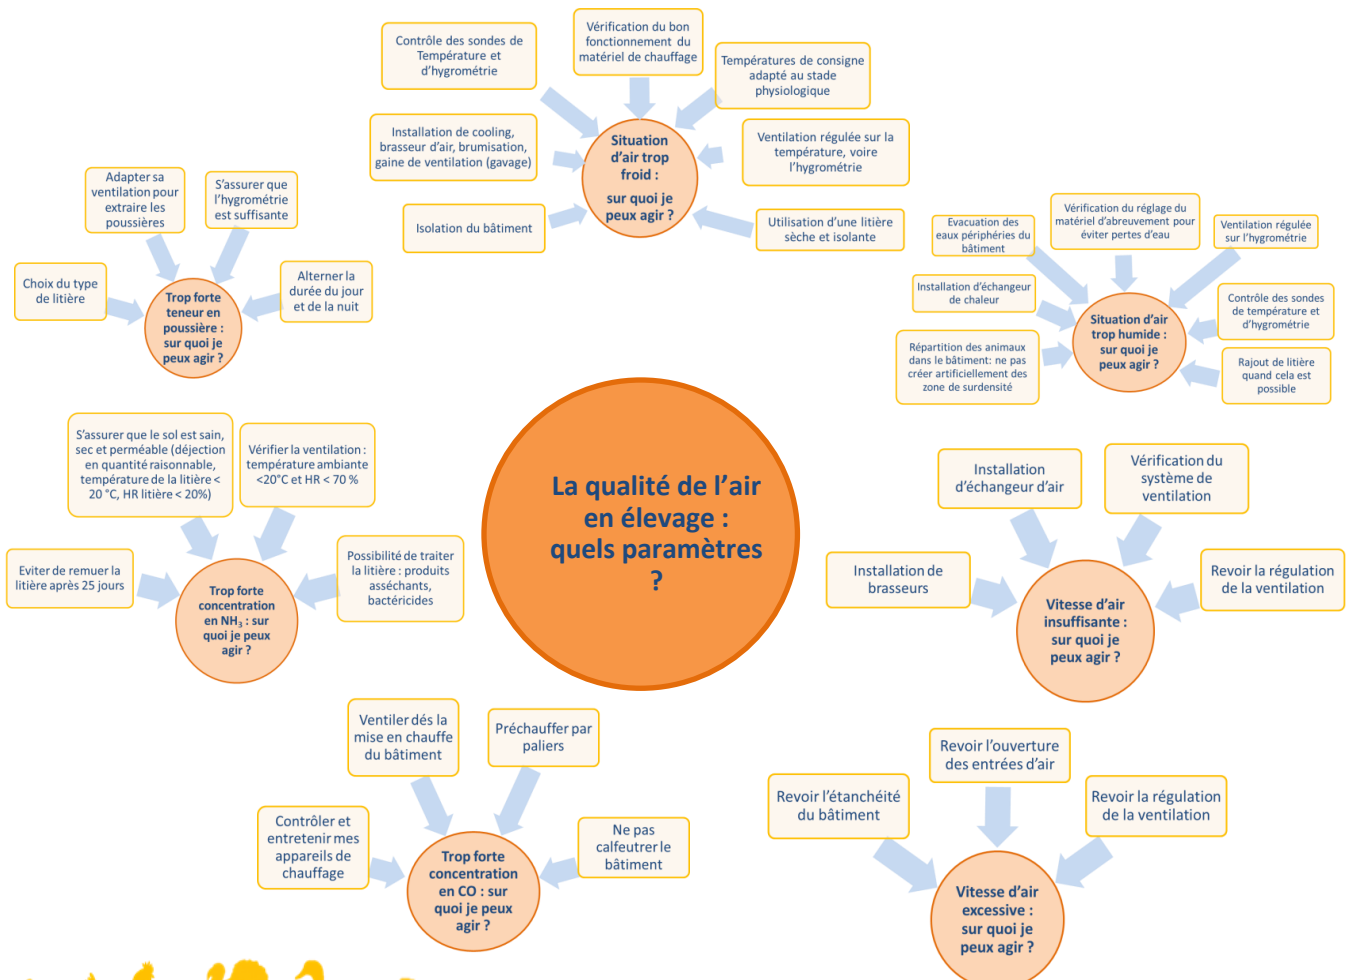 Contrôle des sondes de
Température et
d’hygrométrie
Vérification du bon
fonctionnement du
matériel de chauffage
Températures de consigne
adapté au stade
physiologique
Installation de cooling,
brasseur d’air, brumisation,
gaine de ventilation (gavage)
Situation
d’air trop
froid :
sur quoi je
peux agir ?
Ventilation régulée sur la
température, voire
l’hygrométrie
Isolation du bâtiment
Utilisation d’une litière
sèche et isolante
Adapter sa
ventilation pour
extraire les
poussières
S’assurer que
l’hygrométrie
est suffisante
Choix du type
de litière
Alterner la
durée du jour
et de la nuit
Trop forte
teneur en
poussière :
sur quoi je
peux agir ?
Evacuation des
eaux périphéries du
bâtiment
Vérification du réglage du
matériel d’abreuvement pour
éviter pertes d’eau
Ventilation régulée
sur l’hygrométrie
Installation d’échangeur
de chaleur
Contrôle des sondes
de température et
d’hygrométrie
Répartition des animaux
dans le bâtiment: ne pas
créer artificiellement des
zone de surdensité
Situation d’air
trop humide :
sur quoi je
peux agir ?
Rajout de litière
quand cela est
possible
S’assurer que le sol est sain,
sec et perméable (déjection
en quantité raisonnable,
température de la litière <
20 °C, HR litière < 20%)
Vérifier la ventilation :
température ambiante
<20°C et HR < 70 %
Eviter de remuer la
litière après 25 jours
Possibilité de traiter
la litière : produits
asséchants,
bactéricides
Trop forte
concentration
en NH₃ : sur
quoi je peux
agir ?
La qualité de l’air
en élevage :
quels paramètres
?
Installation
d’échangeur d’air
Vérification du
système de
ventilation
Installation de
brasseurs
Revoir la régulation
de la ventilation
Vitesse d’air
insuffisante :
sur quoi je
peux agir ?
Ventiler dés la
mise en chauffe
du bâtiment
Préchauffer par
paliers
Contrôler et
entretenir mes
appareils de
chauffage
Ne pas
calfeutrer le
bâtiment
Trop forte
concentration
en CO : sur
quoi je peux
agir ?
Revoir l’ouverture
des entrées d’air
Revoir l’étanchéité
du bâtiment
Revoir la régulation
de la ventilation
Vitesse d’air
excessive :
sur quoi je
peux agir ?